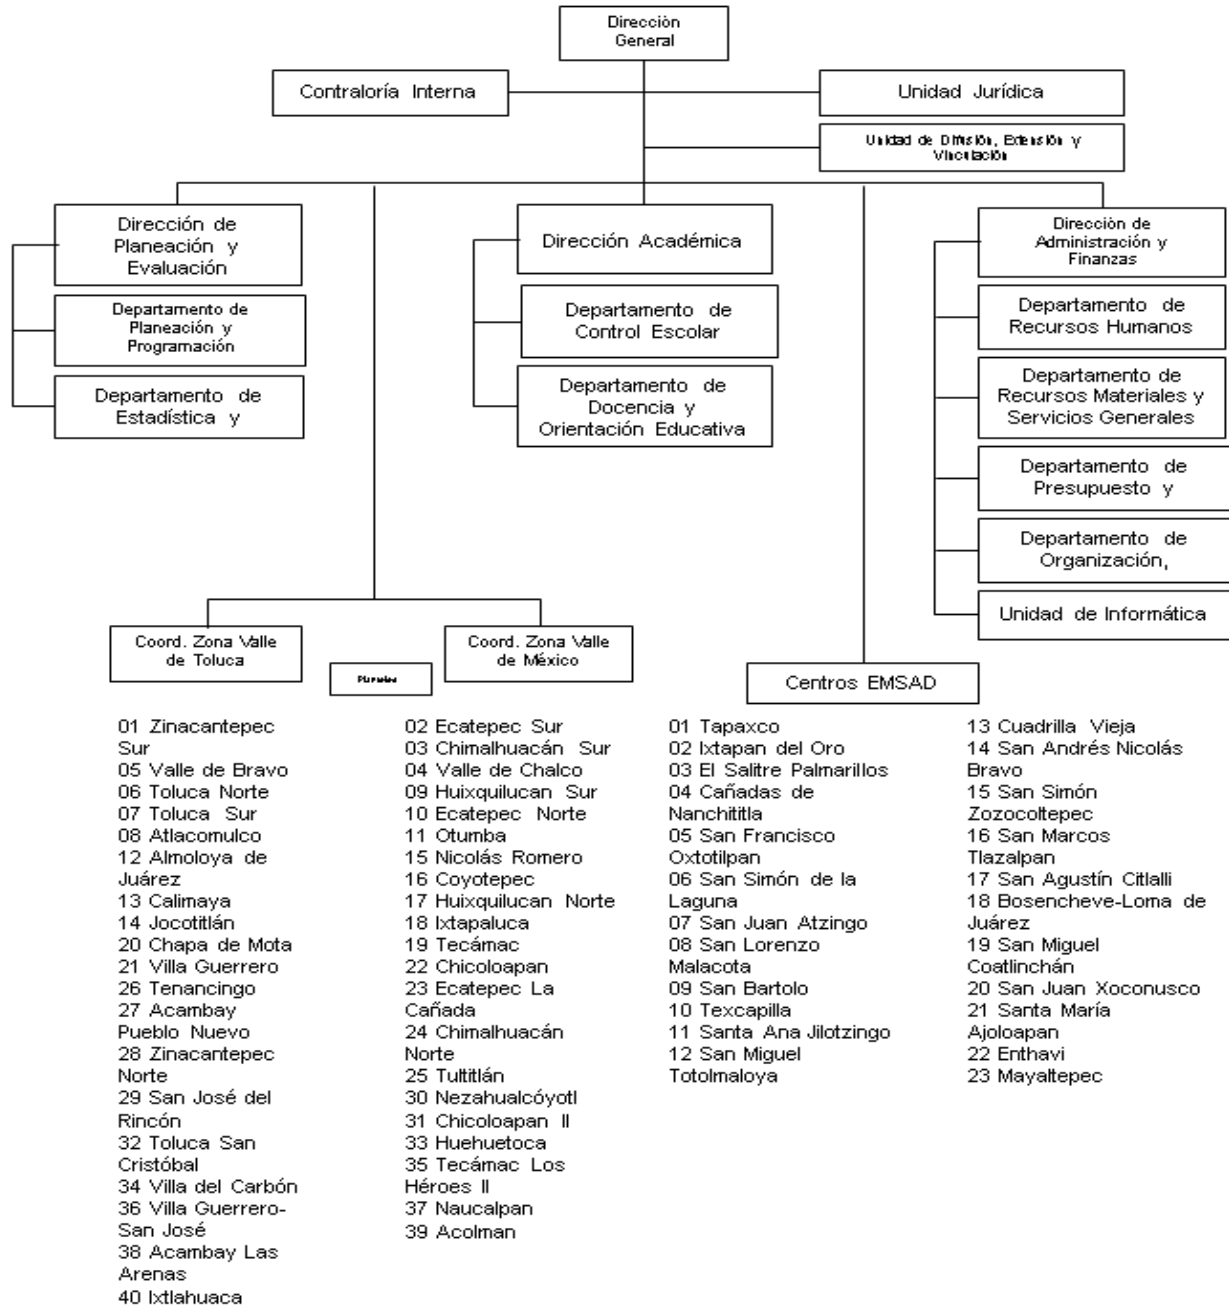 Dirección
General
Contraloría Interna
Unidad Jurídica
Unidad de Difusión, Extensión y
Vinculación
Dirección de
Planeación y
Evaluación
Departamento de
Planeación y
Programación
Departamento de
Estadística y
Dirección Académica
Departamento de
Control Escolar
Departamento de
Docencia y
Orientación Educativa
Dirección de
Administración y
Finanzas
Departamento de
Recursos Humanos
Departamento de
Recursos Materiales y
Servicios Generales
Departamento de
Presupuesto y
Departamento de
Organización,
Unidad de Informática
Coord. Zona Valle
de Toluca
Coord. Zona Valle
de México
Planteles
Centros EMSAD
01 Zinacantepec
Sur
05 Valle de Bravo
06 Toluca Norte
07 Toluca Sur
08 Atlacomulco
12 Almoloya de
Juárez
13 Calimaya
14 Jocotitlán
20 Chapa de Mota
21 Villa Guerrero
26 Tenancingo
27 Acambay
Pueblo Nuevo
28 Zinacantepec
Norte
29 San José del
Rincón
32 Toluca San
Cristóbal
34 Villa del Carbón
36 Villa Guerrero-
San José
38 Acambay Las
Arenas
40 Ixtlahuaca
02 Ecatepec Sur
03 Chimalhuacán Sur
04 Valle de Chalco
09 Huixquilucan Sur
10 Ecatepec Norte
11 Otumba
15 Nicolás Romero
16 Coyotepec
17 Huixquilucan Norte
18 Ixtapaluca
19 Tecámac
22 Chicoloapan
23 Ecatepec La
Cañada
24 Chimalhuacán
Norte
25 Tultitlán
30 Nezahualcóyotl
31 Chicoloapan II
33 Huehuetoca
35 Tecámac Los
Héroes II
37 Naucalpan
39 Acolman
01 Tapaxco
02 Ixtapan del Oro
03 El Salitre Palmarillos
04 Cañadas de
Nanchititla
05 San Francisco
Oxtotilpan
06 San Simón de la
Laguna
07 San Juan Atzingo
08 San Lorenzo
Malacota
09 San Bartolo
10 Texcapilla
11 Santa Ana Jilotzingo
12 San Miguel
Totolmaloya
13 Cuadrilla Vieja
14 San Andrés Nicolás
Bravo
15 San Simón
Zozocoltepec
16 San Marcos
Tlazalpan
17 San Agustín Citlalli
18 Bosencheve-Loma de
Juárez
19 San Miguel
Coatlinchán
20 San Juan Xoconusco
21 Santa María
Ajoloapan
22 Enthavi
23 Mayaltepec